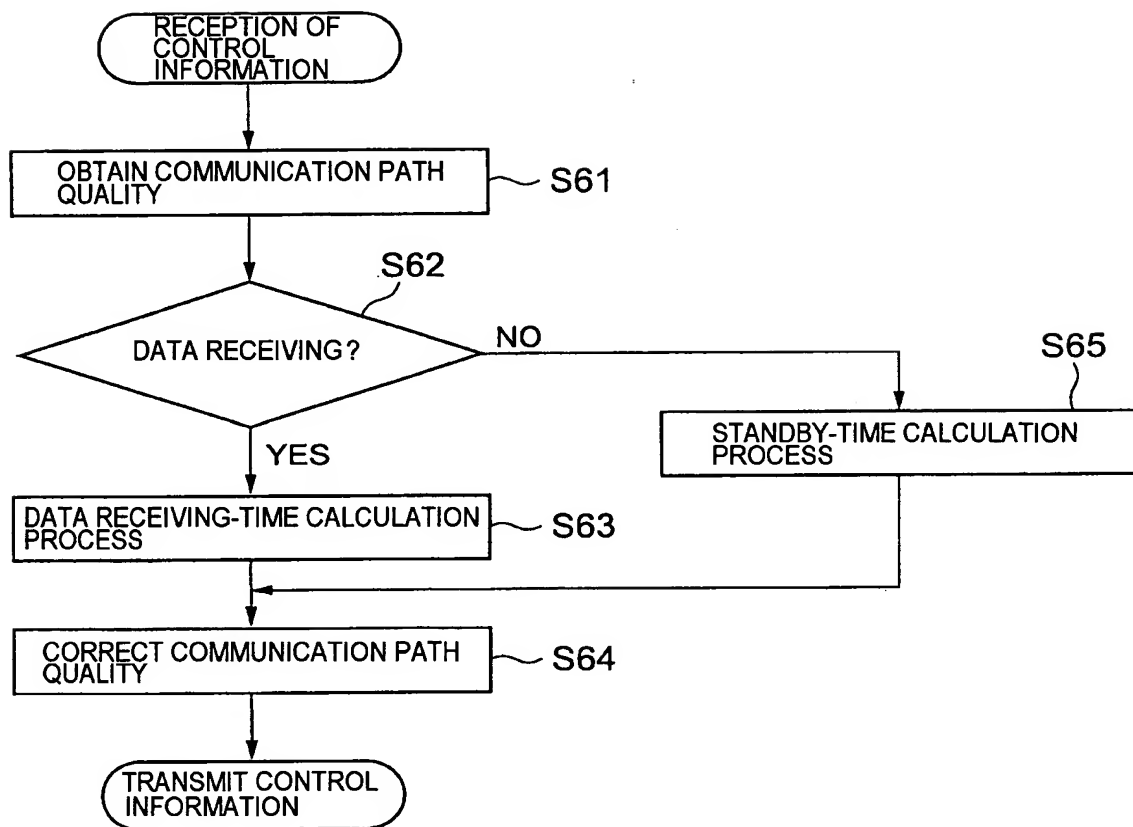 RECEPTION OF
CONTROL
INFORMATION
OBTAIN COMMUNICATION PATH
QUALITY
S61
S62
DATA RECEIVING?
NO
YES
S65
STANDBY-TIME CALCULATION
PROCESS
DATA RECEIVING-TIME CALCULATION
PROCESS
S63
CORRECT COMMUNICATION PATH
QUALITY
S64
TRANSMIT CONTROL
INFORMATION